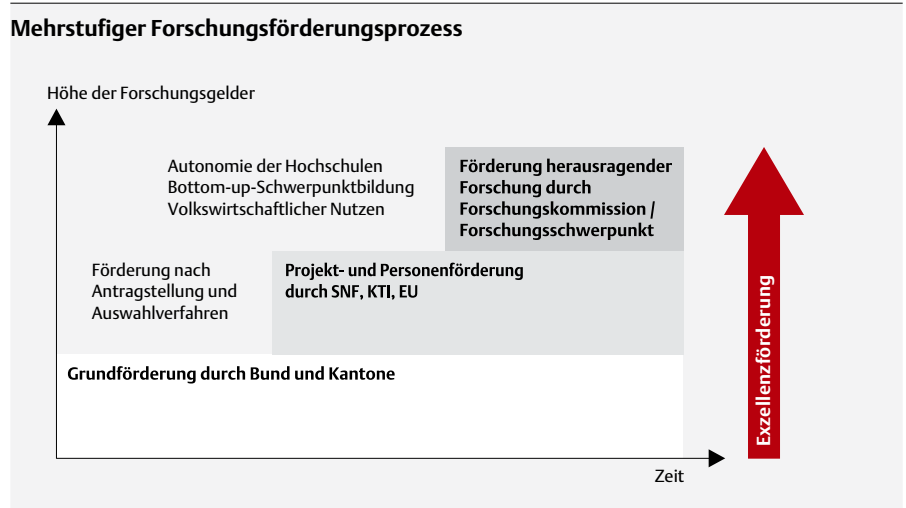 Mehrstufiger Forschungsförderungsprozess
Höhe der Forschungsgelder
Autonomie der Hochschulen
Bottom-up-Schwerpunktbildung
Volkswirtschaftlicher Nutzen
Förderung herausragender
Forschung durch
Forschungskommission /
Forschungsschwerpunkt
Förderung nach
Antragstellung und
Auswahlverfahren
Projekt- und Personenförderung
durch SNF, KTI, EU
Grundförderung durch Bund und Kantone
Exzellenzförderung
Zeit